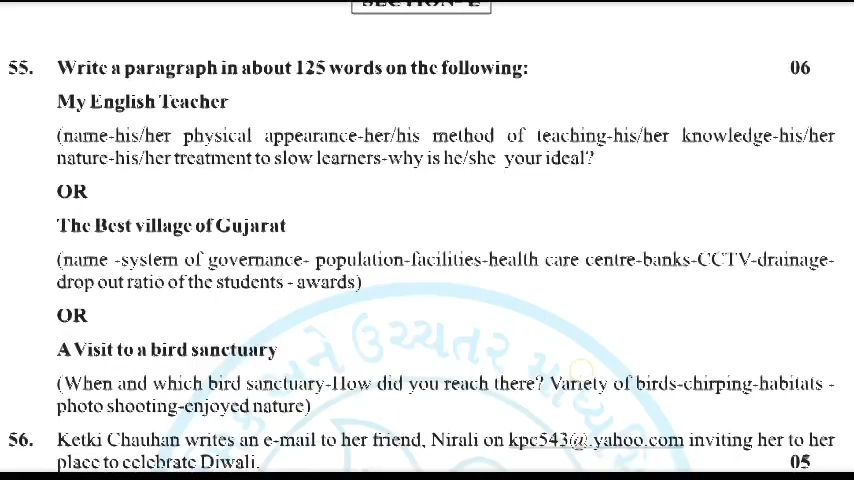 SECTION-E
55. Write a paragraph in about 125 words on the following: 06
My English Teacher
(name-his/her physical appearance-her/his method of teaching-his/her knowledge-his/her
nature-his/her treatment to slow learners-why is he/she your ideal?
OR
The Best village of Gujarat
(name -system of governance- population-facilities-health care centre-banks-CCTV-drainage-
drop out ratio of the students - awards)
OR
A Visit to a bird sanctuary
(When and which bird sanctuary-How did you reach there? Variety of birds-chirping-habitats -
photo shooting-enjoyed nature)
56. Ketki Chauhan writes an e-mail to her friend, Nirali on kpc543@.yahoo.com inviting her to her
place to celebrate Diwali. 05
અને ઉચ્ચતર